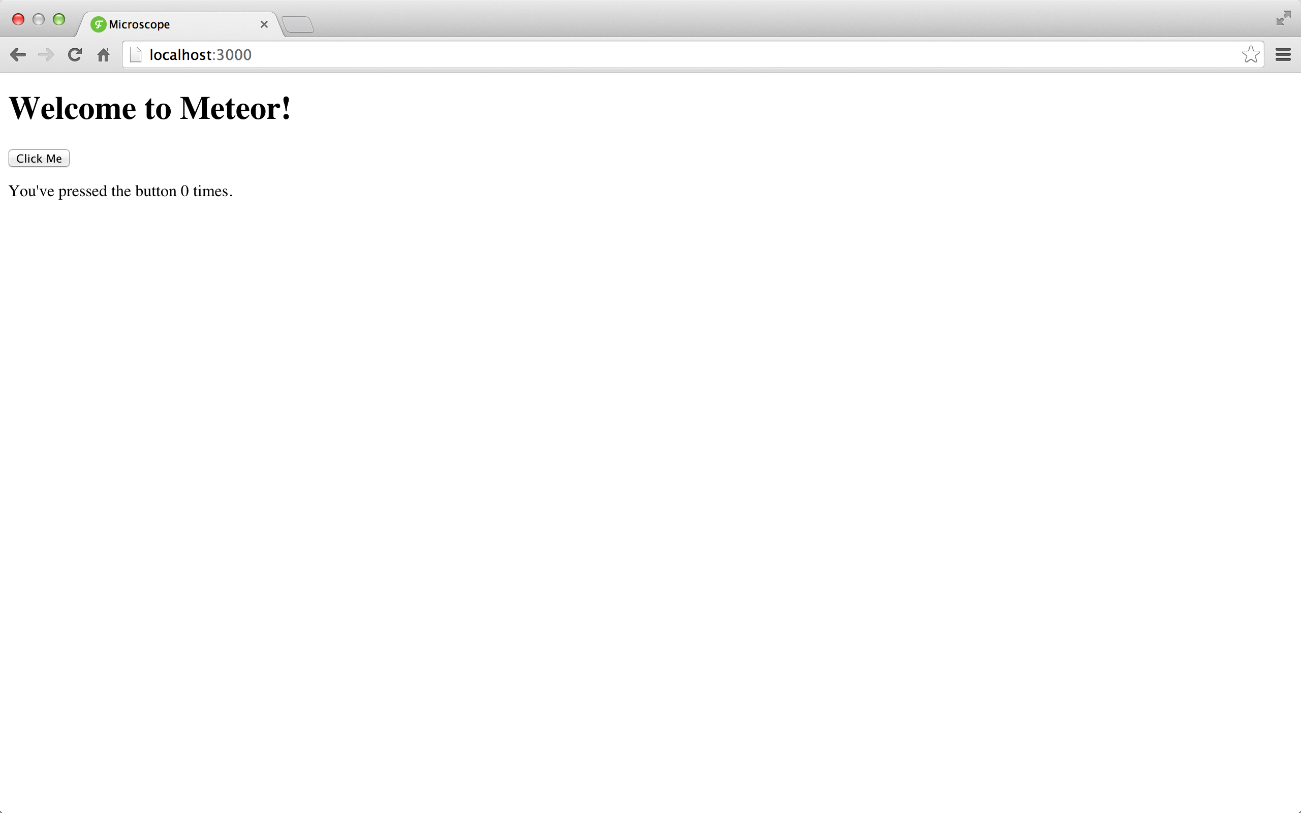 Microscope
localhost:3000
Welcome to Meteor!
Click Me
You've pressed the button 0 times.